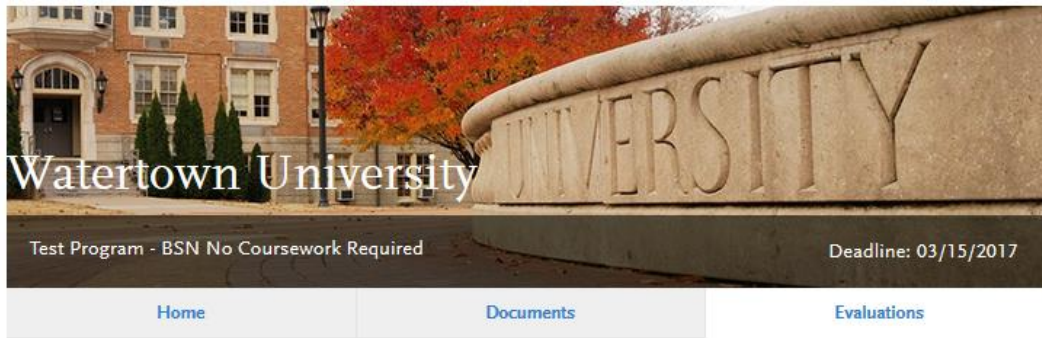 UNIVERSITY
Watertown University
Test Program - BSN No Coursework Required
Deadline: 03/15/2017
Home
Documents
Evaluations